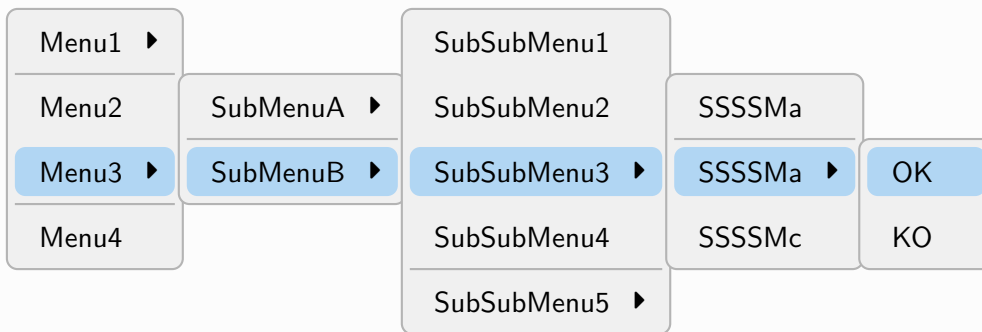 Menu1
Menu2
Menu3
Menu4
SubMenuA
SubMenuB
SubSubMenu1
SubSubMenu2
SubSubMenu3
SubSubMenu4
SubSubMenu5
SSSSMa
SSSSMa
SSSSMc
OK
KO